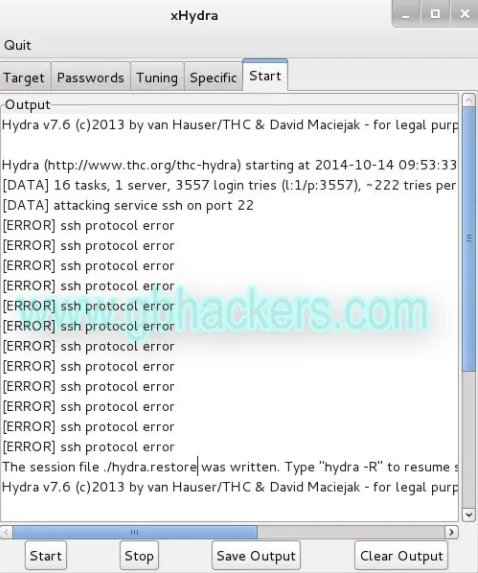 xHydra
Quit
Target Passwords Tuning Specific Start
Output
Hydra v7.6 (c)2013 by van Hauser/THC & David Maciejak - for legal purp
Hydra (http://www.thc.org/thc-hydra) starting at 2014-10-14 09:53:33
[DATA] 16 tasks, 1 server, 3557 login tries (l:1/p:3557), ~222 tries per
[DATA] attacking service ssh on port 22
[ERROR] ssh protocol error
[ERROR] ssh protocol error
[ERROR] ssh protocol error
[ERROR] ssh protocol error
[ERROR] ssh protocol error
www.gbhackers.com
[ERROR] ssh protocol error
[ERROR] ssh protocol error
[ERROR] ssh protocol error
[ERROR] ssh protocol error
[ERROR] ssh protocol error
[ERROR] ssh protocol error
[ERROR] ssh protocol error
The session file ./hydra.restore was written. Type "hydra -R" to resume s
Hydra v7.6 (c)2013 by van Hauser/THC & David Maciejak - for legal purp
Start Stop Save Output Clear Output